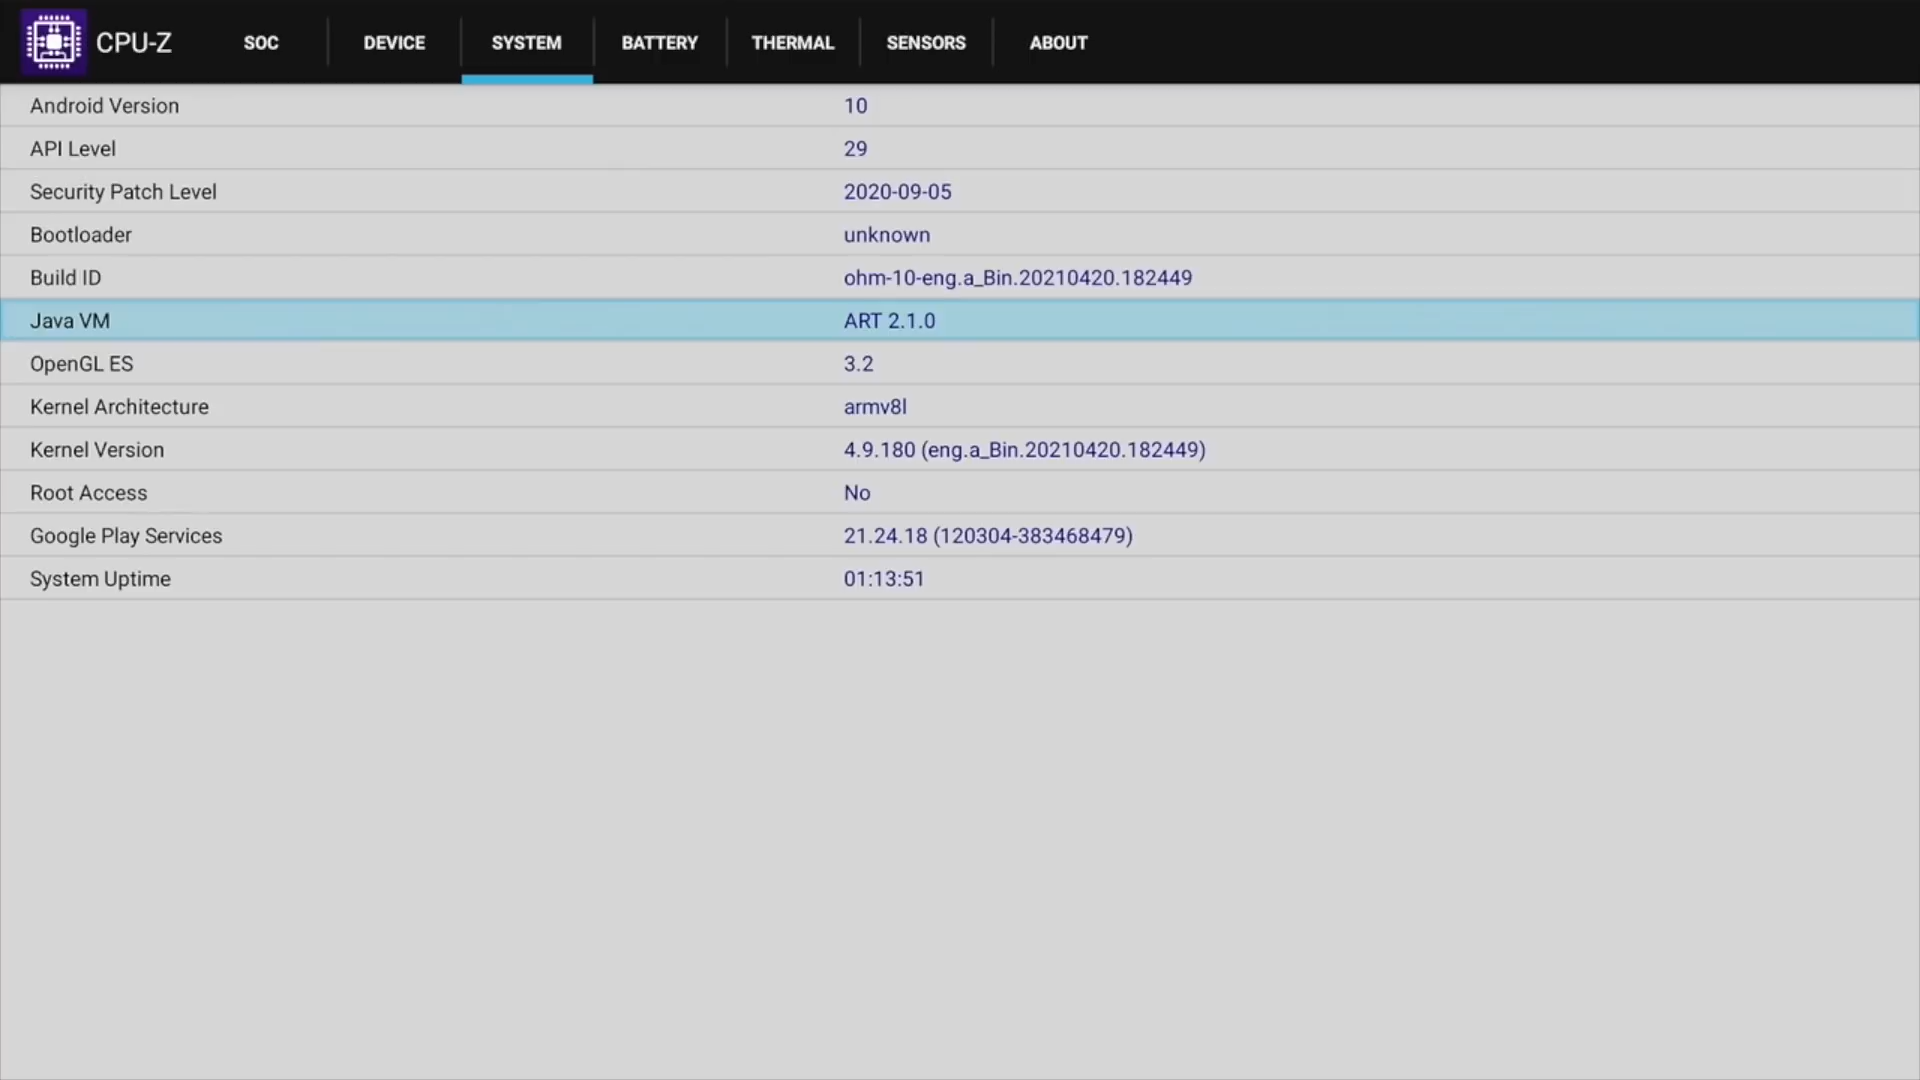 CPU-Z SOC DEVICE SYSTEM BATTERY THERMAL SENSORS ABOUT
Android Version 10
API Level 29
Security Patch Level 2020-09-05
Bootloader unknown
Build ID ohm-10-eng.a_Bin.20210420.182449
Java VM ART 2.1.0
OpenGL ES 3.2
Kernel Architecture armv8l
Kernel Version 4.9.180 (eng.a_Bin.20210420.182449)
Root Access No
Google Play Services 21.24.18 (120304-383468479)
System Uptime 01:13:51